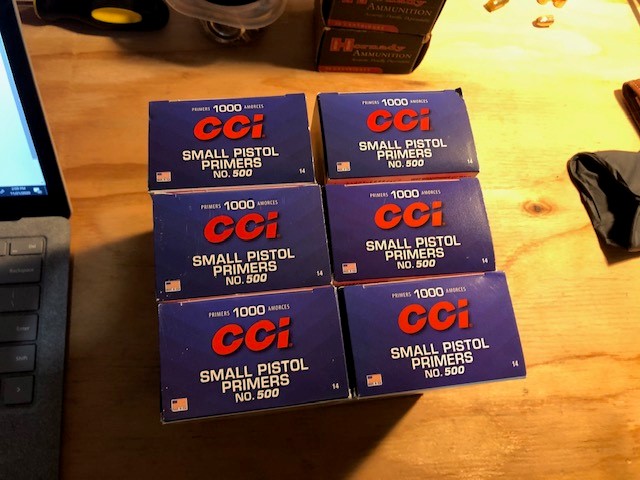 Hornady
AMMUNITION
PRIMERS 1000 AMORCES
CCi
SMALL PISTOL
PRIMERS
NO. 500
14
PRIMERS 1000 AMORCES
CCi
SMALL PISTOL
PRIMERS
NO. 500
14
PRIMERS 1000 AMORCES
CCi
SMALL PISTOL
PRIMERS
NO. 500
14
PRIMERS 1000 AMORCES
CCi
SMALL PISTOL
PRIMERS
NO. 500
14
PRIMERS 1000 AMORCES
CCi
SMALL PISTOL
PRIMERS
NO. 500
14
PRIMERS 1000 AMORCES
CCi
SMALL PISTOL
PRIMERS
NO. 500
14
Backspace
Enter
Shift